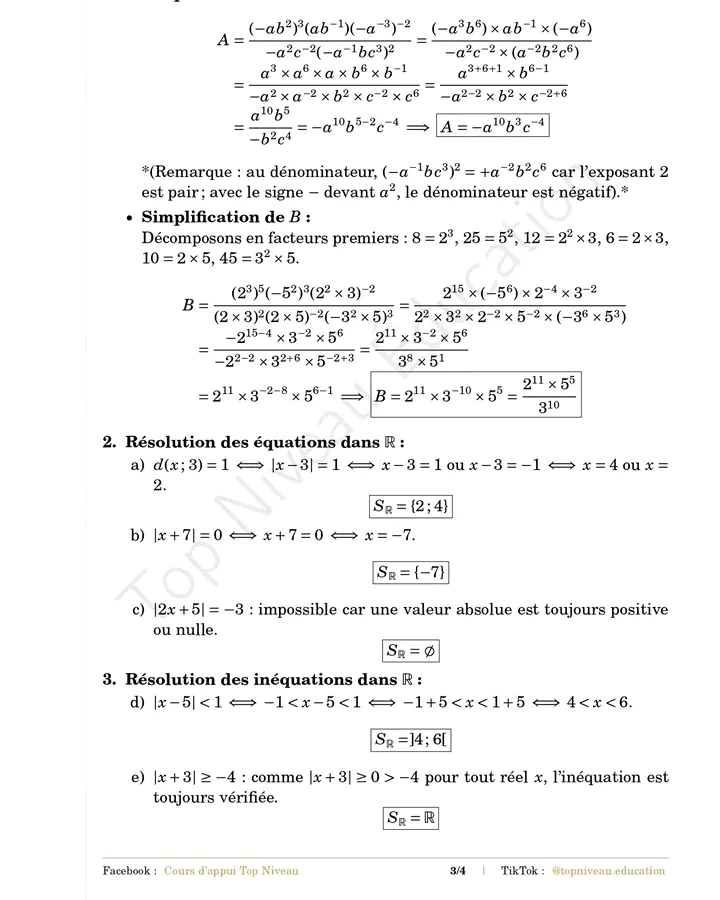 A = (−ab²)³(ab⁻¹)(−a⁻³)⁻² / −a²c⁻²(−a⁻¹bc³)² = (−a³b⁶) × ab⁻¹ × (−a⁶) / −a²c⁻² × (a⁻²b²c⁶)
= a³ × a⁶ × a × b⁶ × b⁻¹ / −a² × a⁻² × b² × c⁻² × c⁶ = a³⁺⁶⁺¹ × b⁶⁻¹ / −a²⁻² × b² × c⁻²⁺⁶
= a¹⁰b⁵ / −b²c⁴ = −a¹⁰b⁵⁻²c⁻⁴ ⟹ A = −a¹⁰b³c⁻⁴
*(Remarque : au dénominateur, (−a⁻¹bc³)² = +a⁻²b²c⁶ car l'exposant 2
est pair ; avec le signe − devant a², le dénominateur est négatif).*
• Simplification de B :
Décomposons en facteurs premiers : 8 = 2³, 25 = 5², 12 = 2² × 3, 6 = 2 × 3,
10 = 2 × 5, 45 = 3² × 5.
B = (2³)⁵(−5²)³(2² × 3)⁻² / (2 × 3)²(2 × 5)⁻²(−3² × 5)³ = 2¹⁵ × (−5⁶) × 2⁻⁴ × 3⁻² / 2² × 3² × 2⁻² × 5⁻² × (−3⁶ × 5³)
= −2¹⁵⁻⁴ × 3⁻² × 5⁶ / −2²⁻² × 3²⁺⁶ × 5⁻²⁺³ = 2¹¹ × 3⁻² × 5⁶ / 3⁸ × 5¹
= 2¹¹ × 3⁻²⁻⁸ × 5⁶⁻¹ ⟹ B = 2¹¹ × 3⁻¹⁰ × 5⁵ = 2¹¹ × 5⁵ / 3¹⁰
2. Résolution des équations dans ℝ :
a) d(x ; 3) = 1 ⟺ |x − 3| = 1 ⟺ x − 3 = 1 ou x − 3 = −1 ⟺ x = 4 ou x =
2.
Sℝ = {2 ; 4}
b) |x + 7| = 0 ⟺ x + 7 = 0 ⟺ x = −7.
Sℝ = {−7}
c) |2x + 5| = −3 : impossible car une valeur absolue est toujours positive
ou nulle.
Sℝ = ∅
3. Résolution des inéquations dans ℝ :
d) |x − 5| < 1 ⟺ −1 < x − 5 < 1 ⟺ −1 + 5 < x < 1 + 5 ⟺ 4 < x < 6.
Sℝ = ]4 ; 6[
e) |x + 3| ≥ −4 : comme |x + 3| ≥ 0 > −4 pour tout réel x, l'inéquation est
toujours vérifiée.
Sℝ = ℝ
Top Niveau Education
Facebook : Cours d'appui Top Niveau 3/4 | TikTok : @topniveau.education